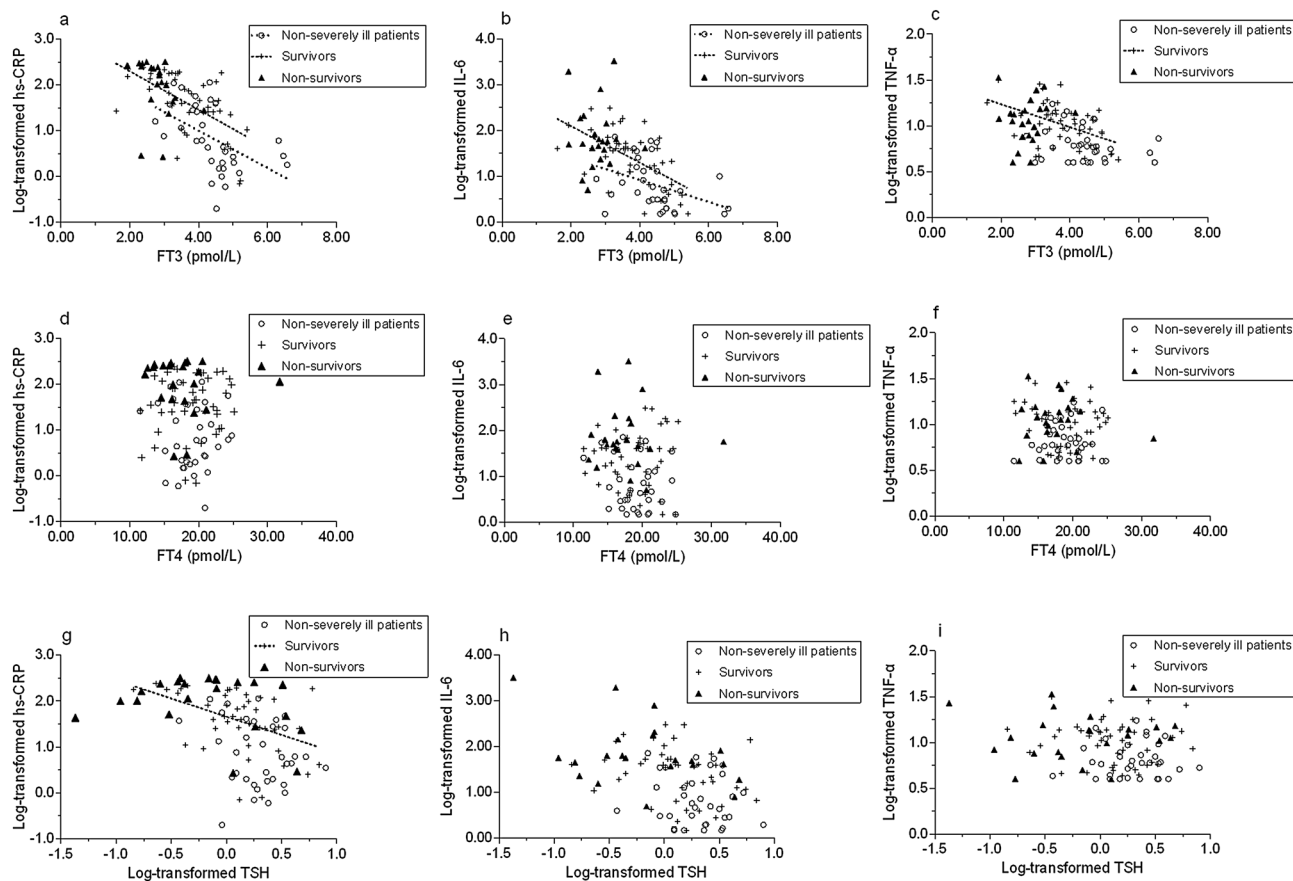 a
Log-transformed hs-CRP
3.0
2.0
1.0
0.0
-1.0
0.00 2.00 4.00 6.00 8.00
FT3 (pmol/L)
Non-severely ill patients
Survivors
Non-survivors
b
Log-transformed IL-6
4.0
3.0
2.0
1.0
0.0
0.00 2.00 4.00 6.00 8.00
FT3 (pmol/L)
Non-severely ill patients
Survivors
Non-survivors
c
Log-transformed TNF-α
2.0
1.5
1.0
0.5
0.0
0.00 2.00 4.00 6.00 8.00
FT3 (pmol/L)
Non-severely ill patients
Survivors
Non-survivors
d
Log-transformed hs-CRP
3.0
2.0
1.0
0.0
-1.0
0.00 10.00 20.00 30.00 40.00
FT4 (pmol/L)
Non-severely ill patients
Survivors
Non-survivors
e
Log-transformed IL-6
4.0
3.0
2.0
1.0
0.0
0.00 10.00 20.00 30.00 40.00
FT4 (pmol/L)
Non-severely ill patients
Survivors
Non-survivors
f
Log-transformed TNF-α
2.0
1.5
1.0
0.5
0.0
0.00 10.00 20.00 30.00 40.00
FT4 (pmol/L)
Non-severely ill patients
Survivors
Non-survivors
g
Log-transformed hs-CRP
3.0
2.0
1.0
0.0
-1.0
-1.5 -1.0 -0.5 0.0 0.5 1.0
Log-transformed TSH
Non-severely ill patients
Survivors
Non-survivors
h
Log-transformed IL-6
4.00
3.00
2.00
1.00
0.00
-1.5 -1.0 -0.5 0.0 0.5 1.0
Log-transformed TSH
Non-severely ill patients
Survivors
Non-survivors
i
Log-transformed TNF-α
2.0
1.5
1.0
0.5
0.0
-1.5 -1.0 -0.5 0.0 0.5 1.0
Log-transformed TSH
Non-severely ill patients
Survivors
Non-survivors